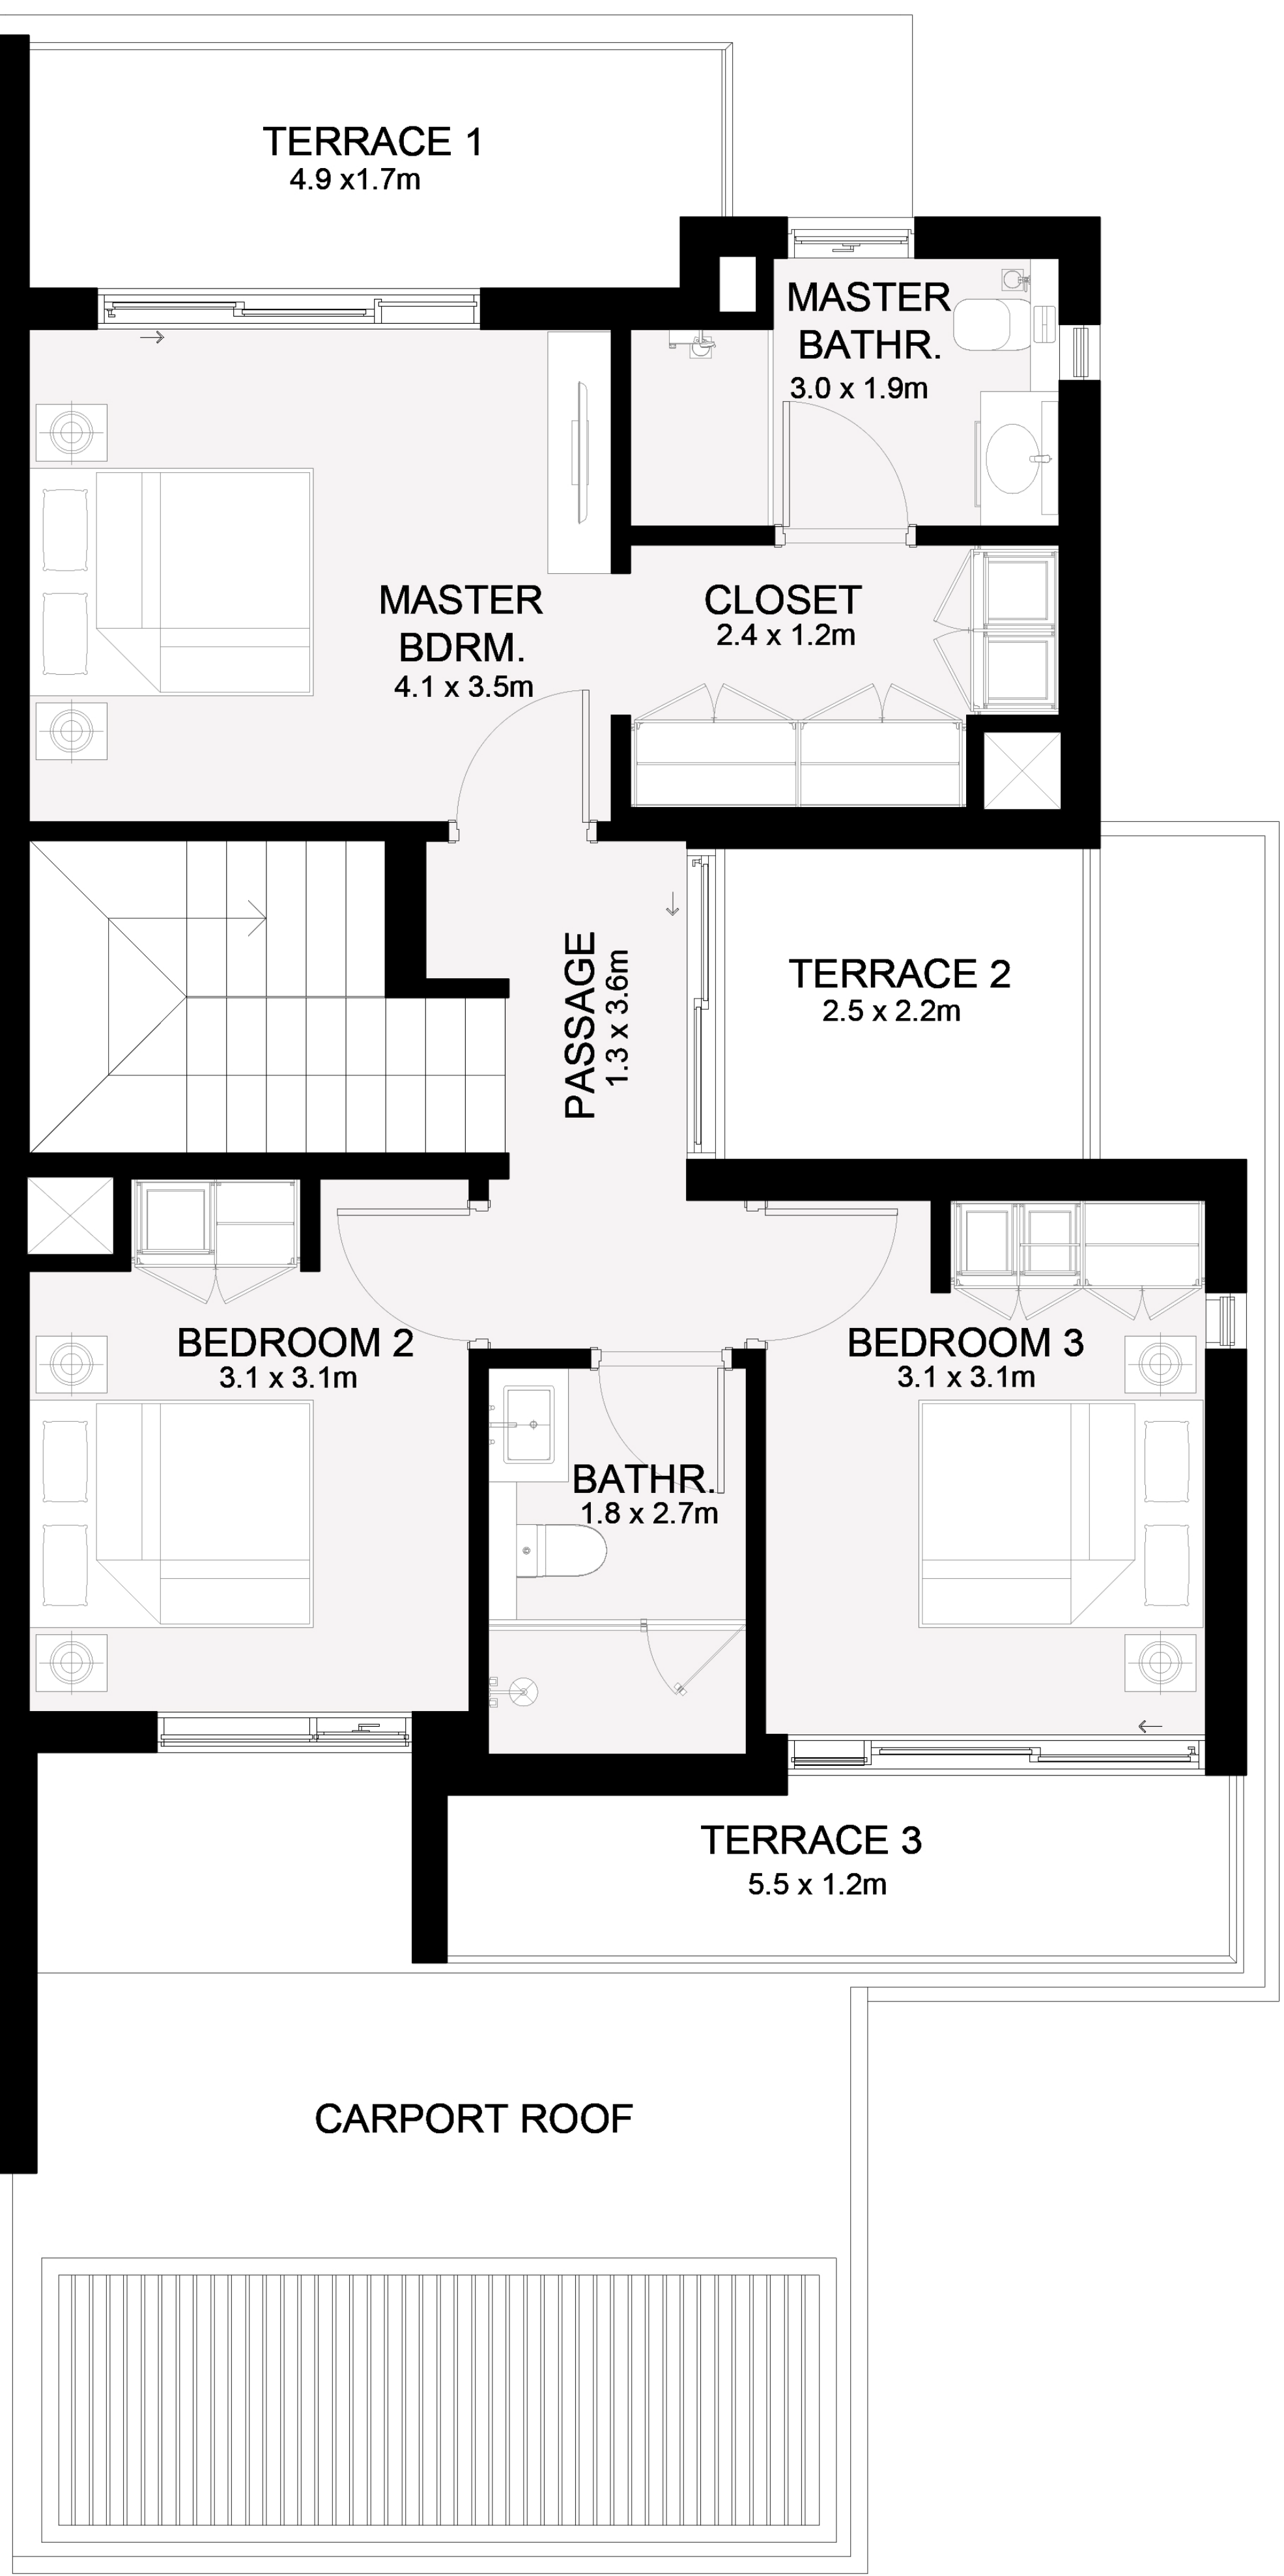 TERRACE 1
4.9 x1.7m
MASTER
BATHR.
3.0 x 1.9m
MASTER
BDRM.
4.1 x 3.5m
CLOSET
2.4 x 1.2m
PASSAGE
1.3 x 3.6m
TERRACE 2
2.5 x 2.2m
BEDROOM 2
3.1 x 3.1m
BEDROOM 3
3.1 x 3.1m
BATHR.
1.8 x 2.7m
TERRACE 3
5.5 x 1.2m
CARPORT ROOF